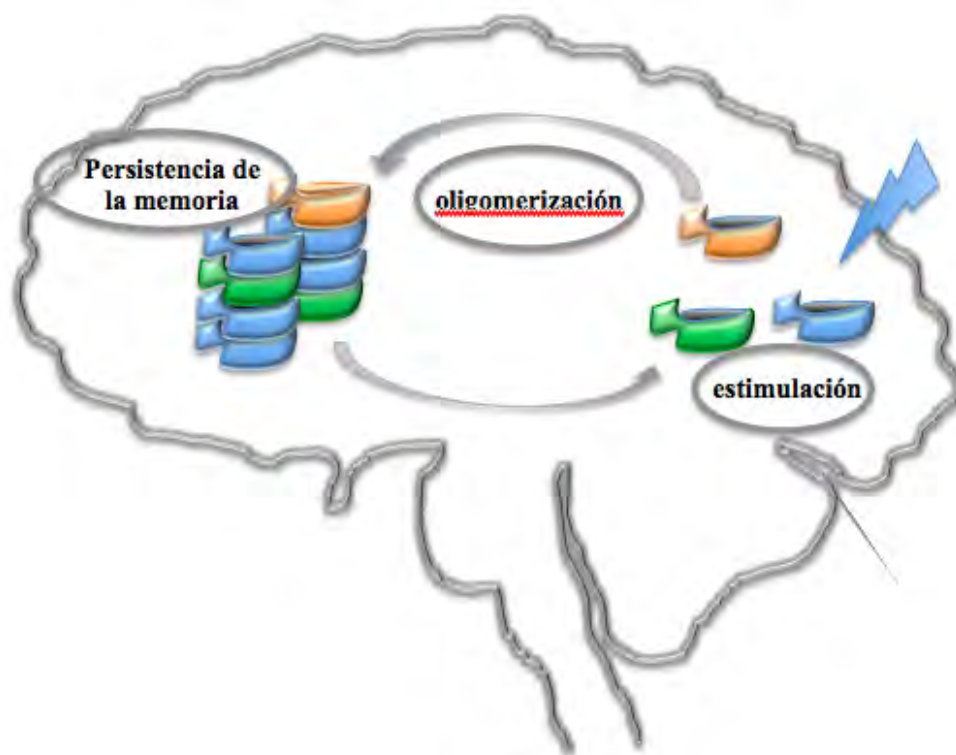 Persistencia de
la memoria
oligomerización
estimulación